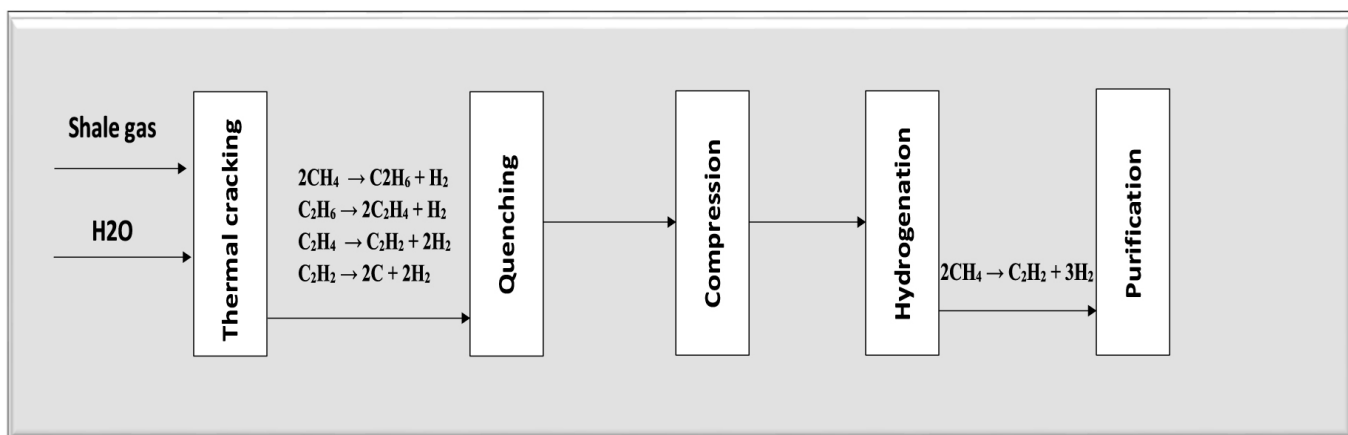 Shale gas
H2O
Thermal cracking
2CH₄ → C2H₆ + H₂
C₂H₆ → 2C₂H₄ + H₂
C₂H₄ → C₂H₂ + 2H₂
C₂H₂ → 2C + 2H₂
Quenching
Compression
Hydrogenation
2CH₄ → C₂H₂ + 3H₂
Purification